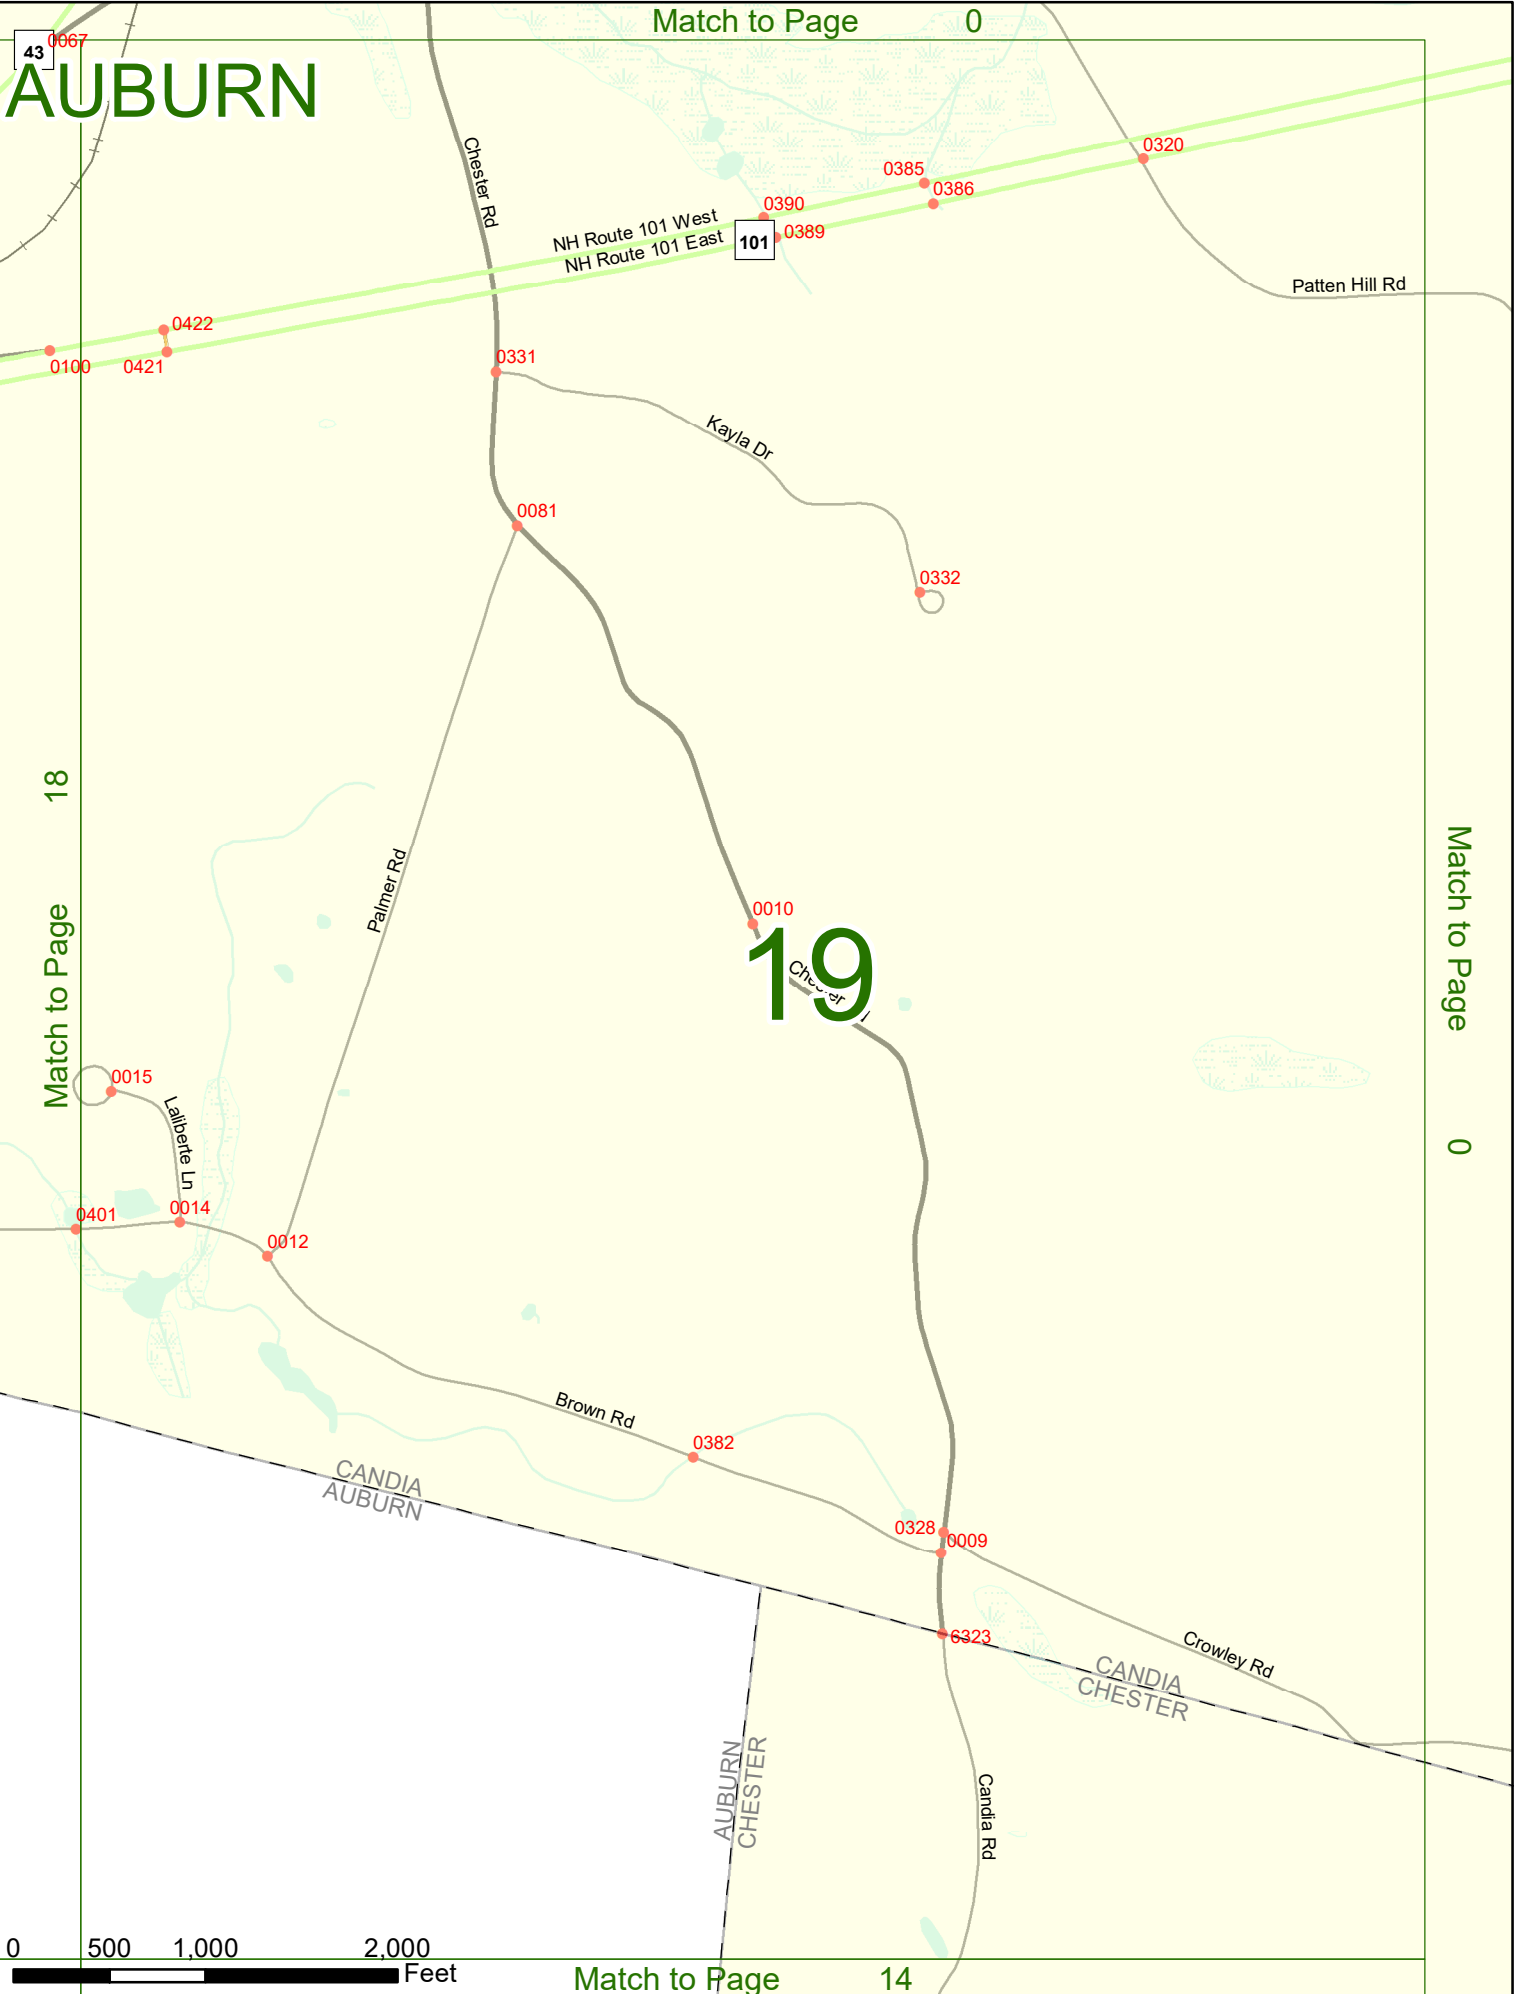 Match to Page 0
43
0067
AUBURN
Chester Rd
0320
0385
0386
0390
NH Route 101 West
0389
101
NH Route 101 East
Patten Hill Rd
0422
0100
0421
0331
Kayla Dr
0081
0332
Match to Page 18
Palmer Rd
0010
19
Match to Page 0
0015
Laliberte Ln
0401
0014
0012
Brown Rd
0382
CANDIA
AUBURN
0328
0009
6323
Crowley Rd
CANDIA
CHESTER
AUBURN
CHESTER
Candia Rd
0 500 1,000 2,000
Feet
Match to Page 14